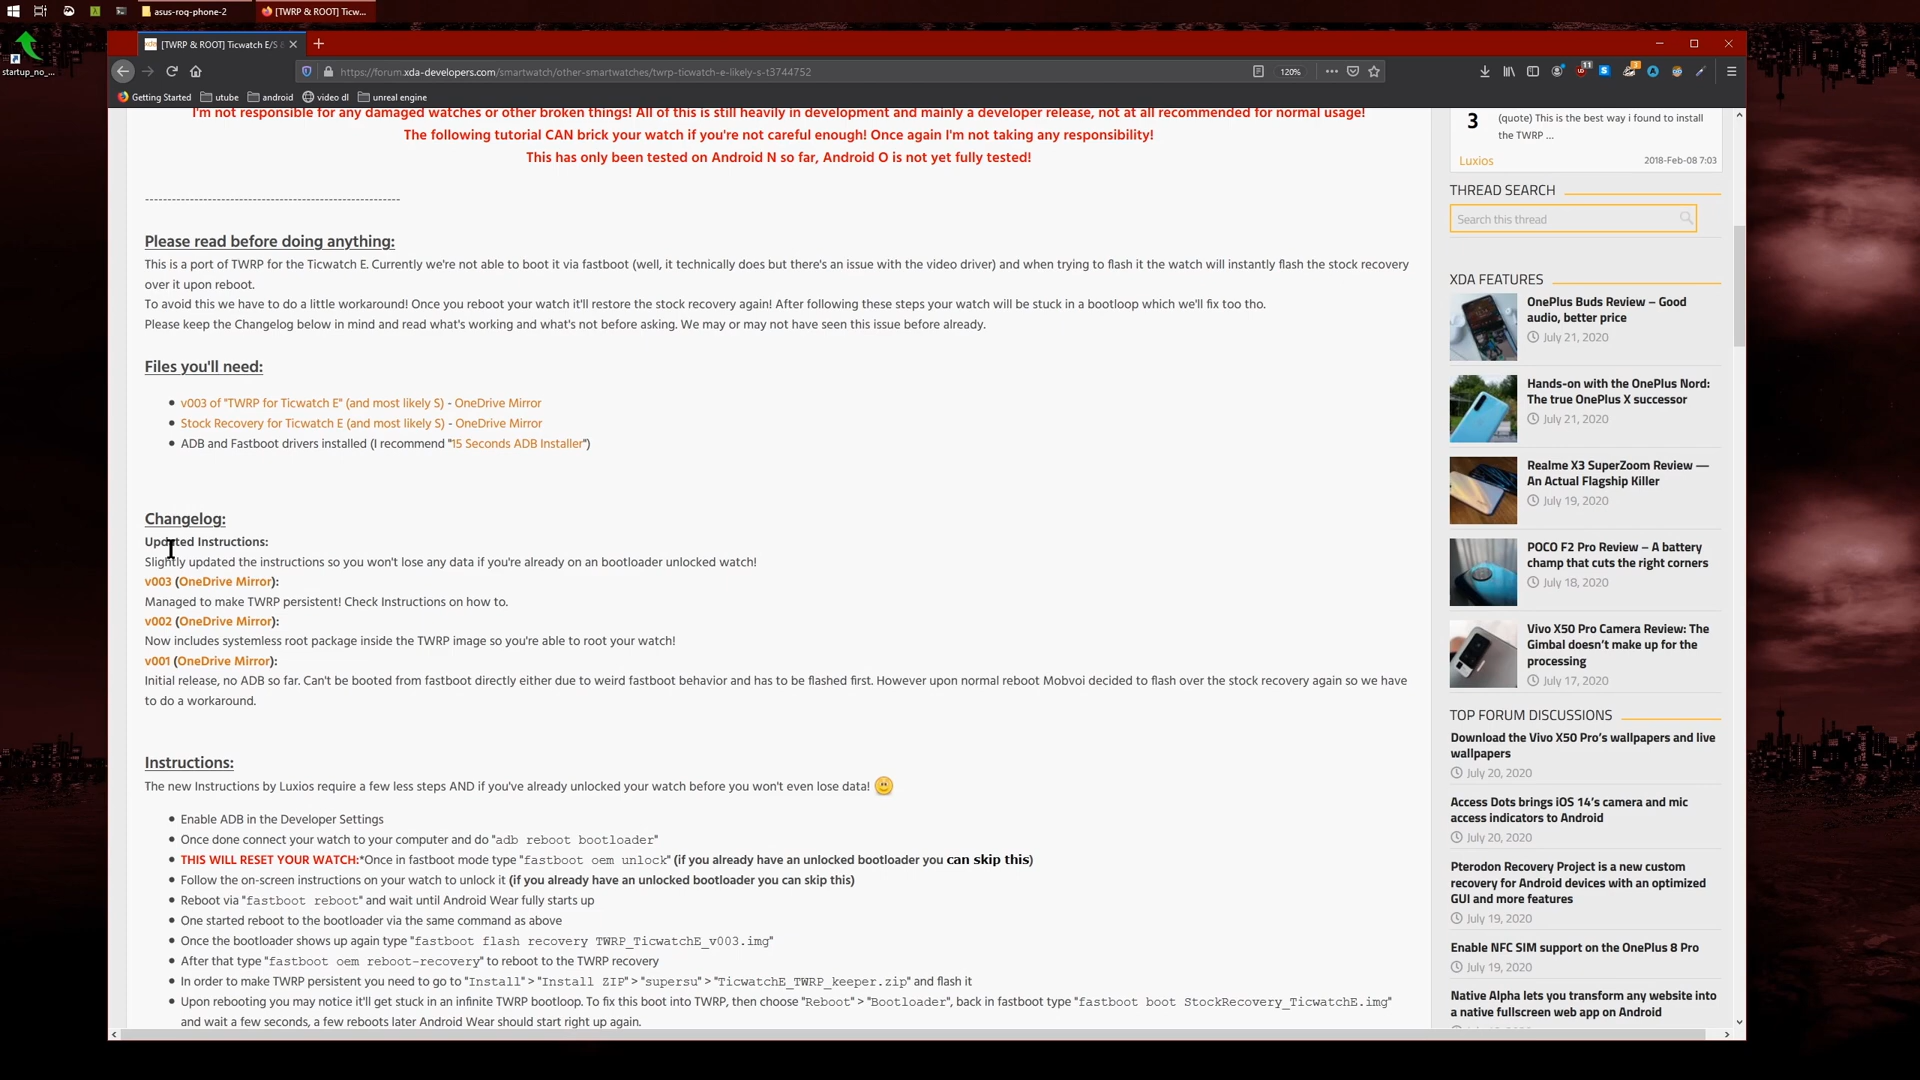 asus-rog-phone-2
[TWRP & ROOT] Ticw...
startup_no_...
[TWRP & ROOT] Ticwatch E/S &
https://forum.xda-developers.com/smartwatch/other-smartwatches/twrp-ticwatch-e-likely-s-t3744752
120%
11
Getting Started
utube
android
video dl
unreal engine
I'm not responsible for any damaged watches or other broken things! All of this is still heavily in development and mainly a developer release, not at all recommended for normal usage!
The following tutorial CAN brick your watch if you're not careful enough! Once again I'm not taking any responsibility!
This has only been tested on Android N so far, Android O is not yet fully tested!
---------------------------------------------------------
Please read before doing anything:
This is a port of TWRP for the Ticwatch E. Currently we're not able to boot it via fastboot (well, it technically does but there's an issue with the video driver) and when trying to flash it the watch will instantly flash the stock recovery
over it upon reboot.
To avoid this we have to do a little workaround! Once you reboot your watch it'll restore the stock recovery again! After following these steps your watch will be stuck in a bootloop which we'll fix too tho.
Please keep the Changelog below in mind and read what's working and what's not before asking. We may or may not have seen this issue before already.
Files you'll need:
• v003 of "TWRP for Ticwatch E" (and most likely S) - OneDrive Mirror
• Stock Recovery for Ticwatch E (and most likely S) - OneDrive Mirror
• ADB and Fastboot drivers installed (I recommend "15 Seconds ADB Installer")
Changelog:
Updated Instructions:
Slightly updated the instructions so you won't lose any data if you're already on an bootloader unlocked watch!
v003 (OneDrive Mirror):
Managed to make TWRP persistent! Check Instructions on how to.
v002 (OneDrive Mirror):
Now includes systemless root package inside the TWRP image so you're able to root your watch!
v001 (OneDrive Mirror):
Initial release, no ADB so far. Can't be booted from fastboot directly either due to weird fastboot behavior and has to be flashed first. However upon normal reboot Mobvoi decided to flash over the stock recovery again so we have
to do a workaround.
Instructions:
The new Instructions by Luxios require a few less steps AND if you've already unlocked your watch before you won't even lose data!
• Enable ADB in the Developer Settings
• Once done connect your watch to your computer and do "adb reboot bootloader"
• THIS WILL RESET YOUR WATCH:*Once in fastboot mode type "fastboot oem unlock" (if you already have an unlocked bootloader you can skip this)
• Follow the on-screen instructions on your watch to unlock it (if you already have an unlocked bootloader you can skip this)
• Reboot via "fastboot reboot" and wait until Android Wear fully starts up
• One started reboot to the bootloader via the same command as above
• Once the bootloader shows up again type "fastboot flash recovery TWRP_TicwatchE_v003.img"
• After that type "fastboot oem reboot-recovery" to reboot to the TWRP recovery
• In order to make TWRP persistent you need to go to "Install" > "Install ZIP" > "supersu" > "TicwatchE_TWRP_keeper.zip" and flash it
• Upon rebooting you may notice it'll get stuck in an infinite TWRP bootloop. To fix this boot into TWRP, then choose "Reboot" > "Bootloader", back in fastboot type "fastboot boot StockRecovery_TicwatchE.img"
and wait a few seconds, a few reboots later Android Wear should start right up again.
3
(quote) This is the best way i found to install
the TWRP ...
Luxios
2018-Feb-08 7:03
THREAD SEARCH
Search this thread
XDA FEATURES
OnePlus Buds Review – Good
audio, better price
July 21, 2020
Hands-on with the OnePlus Nord:
The true OnePlus X successor
July 21, 2020
Realme X3 SuperZoom Review —
An Actual Flagship Killer
July 19, 2020
POCO F2 Pro Review – A battery
champ that cuts the right corners
July 18, 2020
Vivo X50 Pro Camera Review: The
Gimbal doesn't make up for the
processing
July 17, 2020
TOP FORUM DISCUSSIONS
Download the Vivo X50 Pro's wallpapers and live
wallpapers
July 20, 2020
Access Dots brings iOS 14's camera and mic
access indicators to Android
July 20, 2020
Pterodon Recovery Project is a new custom
recovery for Android devices with an optimized
GUI and more features
July 19, 2020
Enable NFC SIM support on the OnePlus 8 Pro
July 19, 2020
Native Alpha lets you transform any website into
a native fullscreen web app on Android